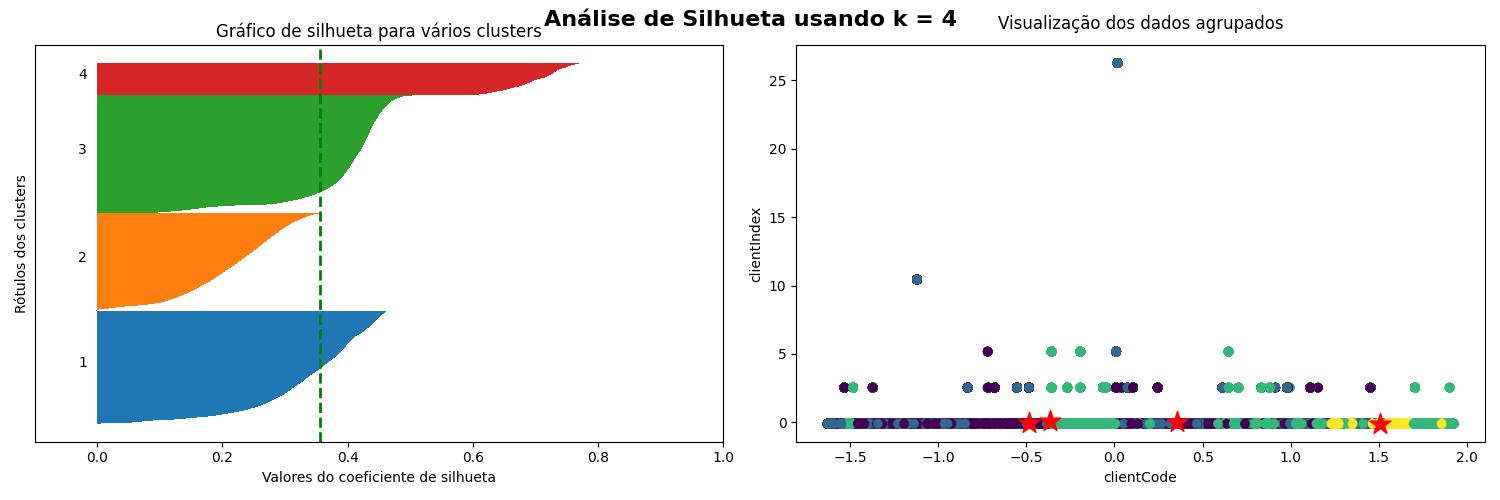 Análise de Silhueta usando k = 4
Gráfico de silhueta para vários clusters
4
3
2
1
Rótulos dos clusters
0.0 0.2 0.4 0.6 0.8 1.0
Valores do coeficiente de silhueta
Visualização dos dados agrupados
25
20
15
10
5
0
clientIndex
−1.5 −1.0 −0.5 0.0 0.5 1.0 1.5 2.0
clientCode